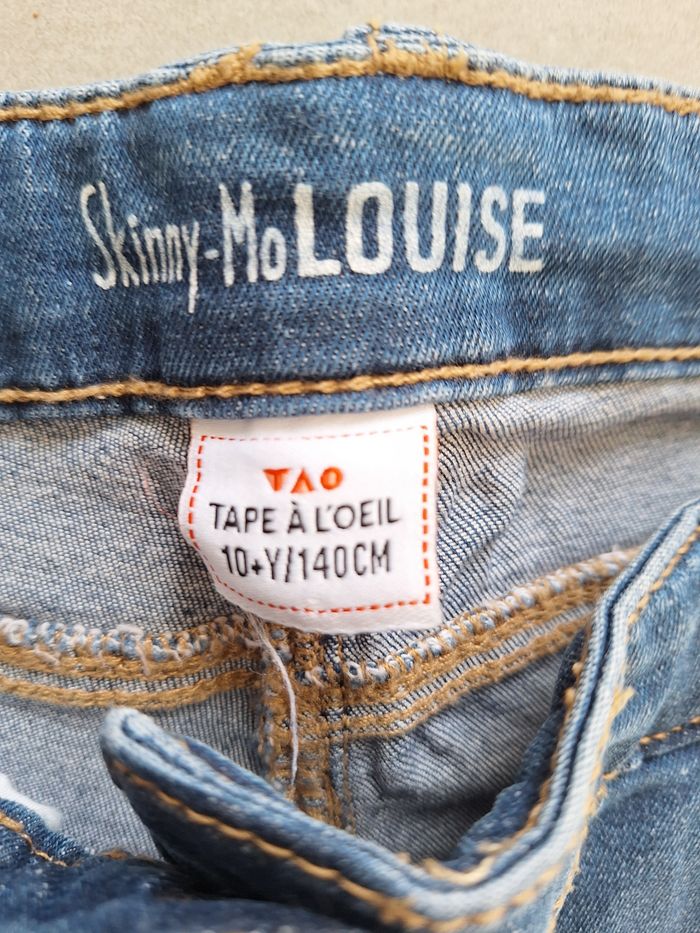 Skinny-Mo LOUISE
TAO
TAPE À L'OEIL
10+Y/140CM